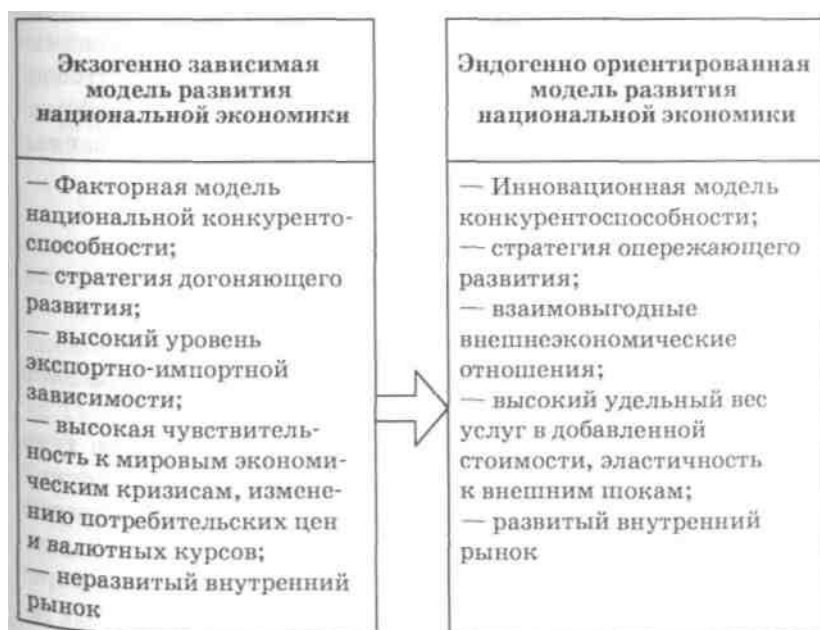 Экзогенно зависимая
модель развития
национальной экономики
— Факторная модель
национальной конкуренто-
способности;
— стратегия догоняющего
развития;
— высокий уровень
экспортно-импортной
зависимости;
— высокая чувствитель-
ность к мировым экономи-
ческим кризисам, измене-
нию потребительских цен
и валютных курсов;
— неразвитый внутренний
рынок
Эндогенно ориентированная
модель развития
национальной экономики
— Инновационная модель
конкурентоспособности;
— стратегия опережающего
развития;
— взаимовыгодные
внешнеэкономические
отношения;
— высокий удельный вес
услуг в добавленной
стоимости, эластичность
к внешним шокам;
— развитый внутренний
рынок